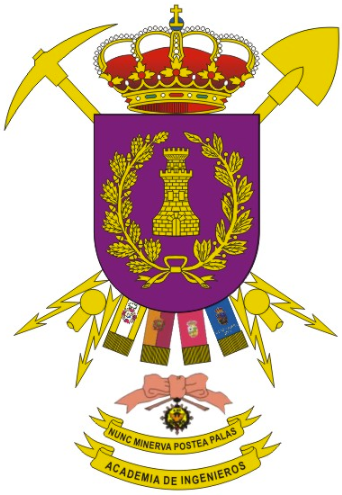 NUNC MINERVA POSTEA PALAS
ACADEMIA DE INGENIEROS